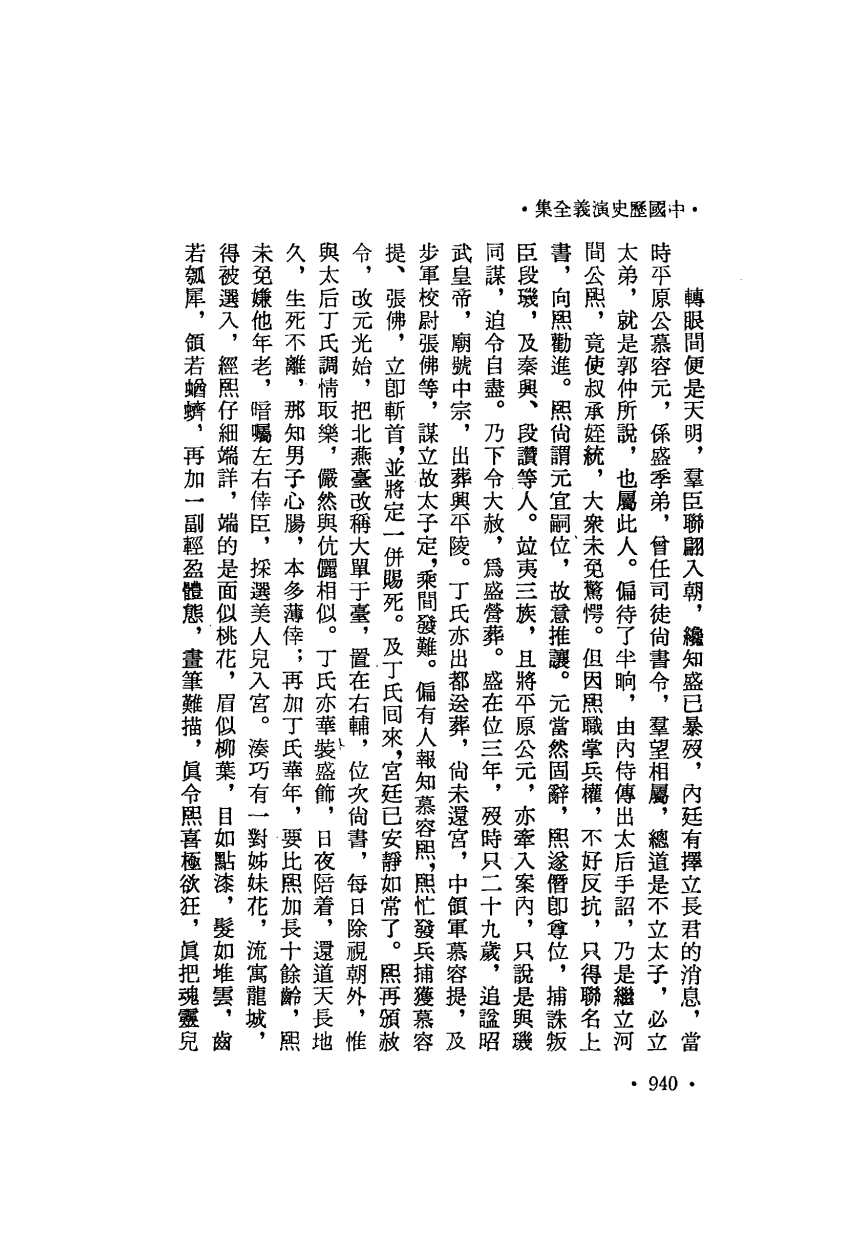 •中國歷史演義全集•
轉眼間便是天明，羣臣聯翩入朝，纔知盛已暴歿，內廷有擇立長君的消息，當
時平原公慕容元，係盛季弟，曾任司徒尙書令，羣望相屬，總道是不立太子，必立
太弟，就是郭仲所說，也屬此人。偏待了半晌，由內侍傳出太后手詔，乃是繼立河
間公熙，竟使叔承姪統，大衆未免驚愕。但因熙職掌兵權，不好反抗，只得聯名上
書，向熙勸進。熙尙謂元宜嗣位，故意推讓。元當然固辭，熙遂僭卽尊位，捕誅叛
臣段璣，及秦興、段讚等人。竝夷三族，且將平原公元，亦牽入案內，只說是與璣
同謀，迫令自盡。乃下令大赦，爲盛營葬。盛在位三年，歿時只二十九歲，追諡昭
武皇帝，廟號中宗，出葬興平陵。丁氏亦出都送葬，尙未還宮，中領軍慕容提，及
步軍校尉張佛等，謀立故太子定，乘間發難。偏有人報知慕容熙，熙忙發兵捕獲慕容
提、張佛，立卽斬首，並將定一併賜死。及丁氏回來，宮廷已安靜如常了。熙再頒赦
令，改元光始，把北燕臺改稱大單于臺，置在右輔，位次尙書，每日除視朝外，惟
與太后丁氏調情取樂，儼然與伉儷相似。丁氏亦華裝盛飾，日夜陪着，還道天長地
久，生死不離，那知男子心腸，本多薄倖；再加丁氏華年，要比熙加長十餘齡，熙
未免嫌他年老，暗囑左右倖臣，採選美人兒入宮。湊巧有一對姊妹花，流寓龍城，
得被選入，經熙仔細端詳，端的是面似桃花，眉似柳葉，目如點漆，髮如堆雲，齒
若瓠犀，領若蝤蠐，再加一副輕盈體態，畫筆難描，眞令熙喜極欲狂，眞把魂靈兒
•940•